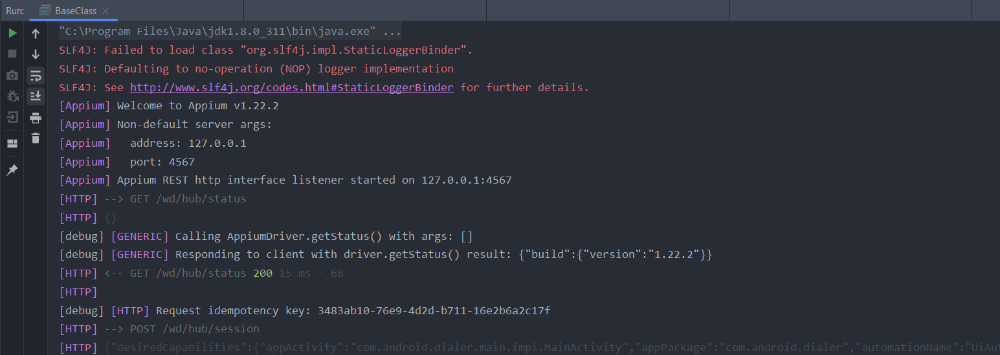 Run: BaseClass
"C:\Program Files\Java\jdk1.8.0_311\bin\java.exe" ...
SLF4J: Failed to load class "org.slf4j.impl.StaticLoggerBinder".
SLF4J: Defaulting to no-operation (NOP) logger implementation
SLF4J: See http://www.slf4j.org/codes.html#StaticLoggerBinder for further details.
[Appium] Welcome to Appium v1.22.2
[Appium] Non-default server args:
[Appium]   address: 127.0.0.1
[Appium]   port: 4567
[Appium] Appium REST http interface listener started on 127.0.0.1:4567
[HTTP] --> GET /wd/hub/status
[HTTP] {}
[debug] [GENERIC] Calling AppiumDriver.getStatus() with args: []
[debug] [GENERIC] Responding to client with driver.getStatus() result: {"build":{"version":"1.22.2"}}
[HTTP] <-- GET /wd/hub/status 200 15 ms - 68
[HTTP]
[debug] [HTTP] Request idempotency key: 3483ab10-76e9-4d2d-b711-16e2b6a2c17f
[HTTP] --> POST /wd/hub/session
[HTTP] {"desiredCapabilities":{"appActivity":"com.android.dialer.main.impl.MainActivity","appPackage":"com.android.dialer","automationName":"UiAut